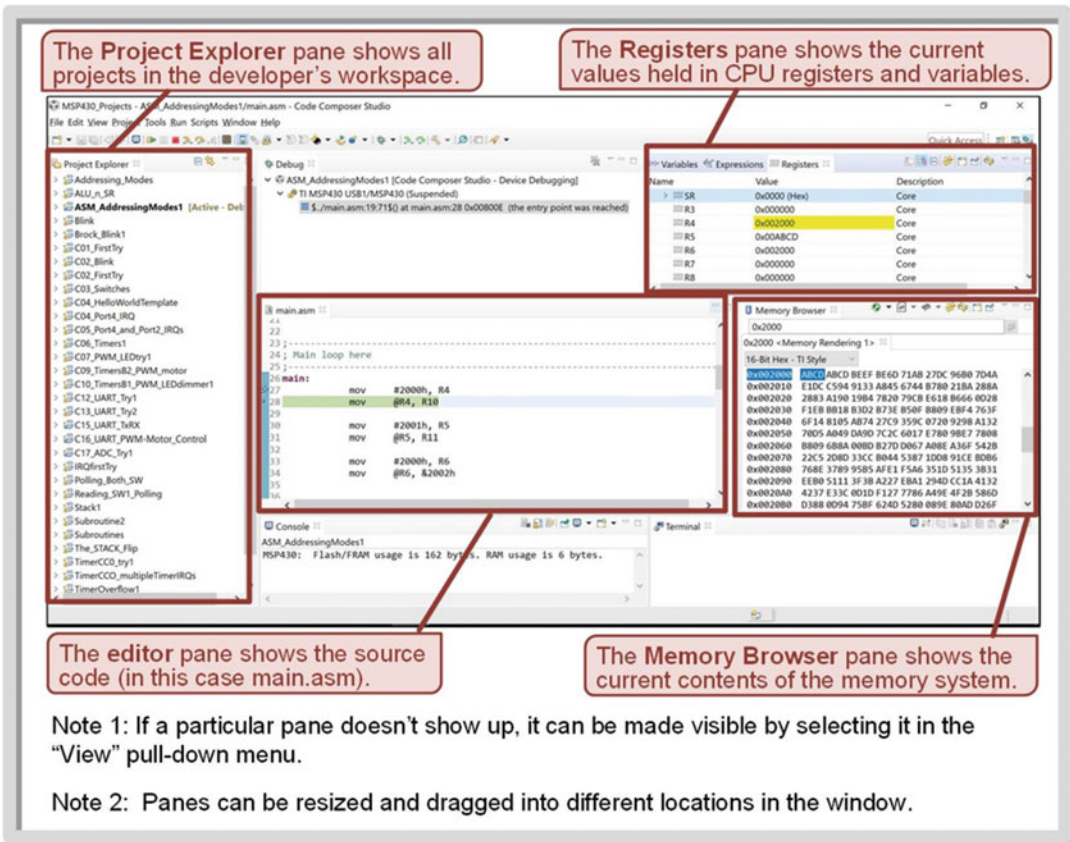 The Project Explorer pane shows all
projects in the developer's workspace.
The Registers pane shows the current
values held in CPU registers and variables.
MSP430_Projects - ASM_AddressingModes1/main.asm - Code Composer Studio
File Edit View Project Tools Run Scripts Window Help
Quick Access
Project Explorer
Addressing_Modes
ALU_n_SR
ASM_AddressingModes1 [Active - Deb
Blink
Brock_Blink1
C01_FirstTry
C02_Blink
C02_FirstTry
C03_Switches
C04_HelloWorldTemplate
C04_Port4_IRQ
C05_Port4_and_Port2_IRQs
C06_Timers1
C07_PWM_LEDtry1
C09_TimersB2_PWM_motor
C10_TimersB1_PWM_LEDdimmer1
C12_UART_Try1
C13_UART_Try2
C15_UART_TxRX
C16_UART_PWM-Motor_Control
C17_ADC_Try1
IRQfirstTry
Polling_Both_SW
Reading_SW1_Polling
Stack1
Subroutine2
Subroutines
The_STACK_Flip
TimerCC0_try1
TimerCCO_multipleTimerIRQs
TimerOverflow1
Debug
ASM_AddressingModes1 [Code Composer Studio - Device Debugging]
TI MSP430 USB1/MSP430 (Suspended)
$../main.asm:19:71$() at main.asm:28 0x00800E (the entry point was reached)
Variables Expressions Registers
Name Value Description
SR 0x0000 (Hex) Core
R3 0x000000 Core
R4 0x002000 Core
R5 0x00ABCD Core
R6 0x002000 Core
R7 0x000000 Core
R8 0x000000 Core
main.asm
21
22
23 ;----------------------------------------------------------
24 ; Main loop here
25 ;----------------------------------------------------------
26 main:
27 mov #2000h, R4
28 mov @R4, R10
29
30 mov #2001h, R5
31 mov @R5, R11
32
33 mov #2000h, R6
34 mov @R6, &2002h
35
Memory Browser
0x2000
0x2000 <Memory Rendering 1>
16-Bit Hex - TI Style
0x002000 ABCD ABCD BEEF BE6D 71AB 27DC 96B0 7D4A
0x002010 E1DC C594 9133 A845 6744 B780 21BA 288A
0x002020 2883 A190 19B4 7820 79CB E618 B666 0D28
0x002030 F1EB B818 B3D2 B73E B50F B809 EBF4 763F
0x002040 6F14 8105 AB74 27C9 359C 0720 9298 A132
0x002050 70D5 A049 DA9D 7C2C 6017 E780 9BE7 7808
0x002060 B809 6B8A 00BD B27D D067 A08E A36F 542B
0x002070 22C5 2D8D 33CC B044 5387 1DD8 91CE BDB6
0x002080 768E 3789 9585 AFE1 F5A6 351D 5135 3B31
0x002090 EEB0 5111 3F3B A227 EBA1 294D CC1A 4132
0x0020A0 4237 E33C 0D1D F127 7786 A49E 4F2B 586D
0x0020B0 D388 0D94 75BF 624D 5280 089E 80AD D26F
Console
ASM_AddressingModes1
MSP430: Flash/FRAM usage is 162 bytes. RAM usage is 6 bytes.
Terminal
The editor pane shows the source
code (in this case main.asm).
The Memory Browser pane shows the
current contents of the memory system.
Note 1: If a particular pane doesn't show up, it can be made visible by selecting it in the
"View" pull-down menu.
Note 2: Panes can be resized and dragged into different locations in the window.